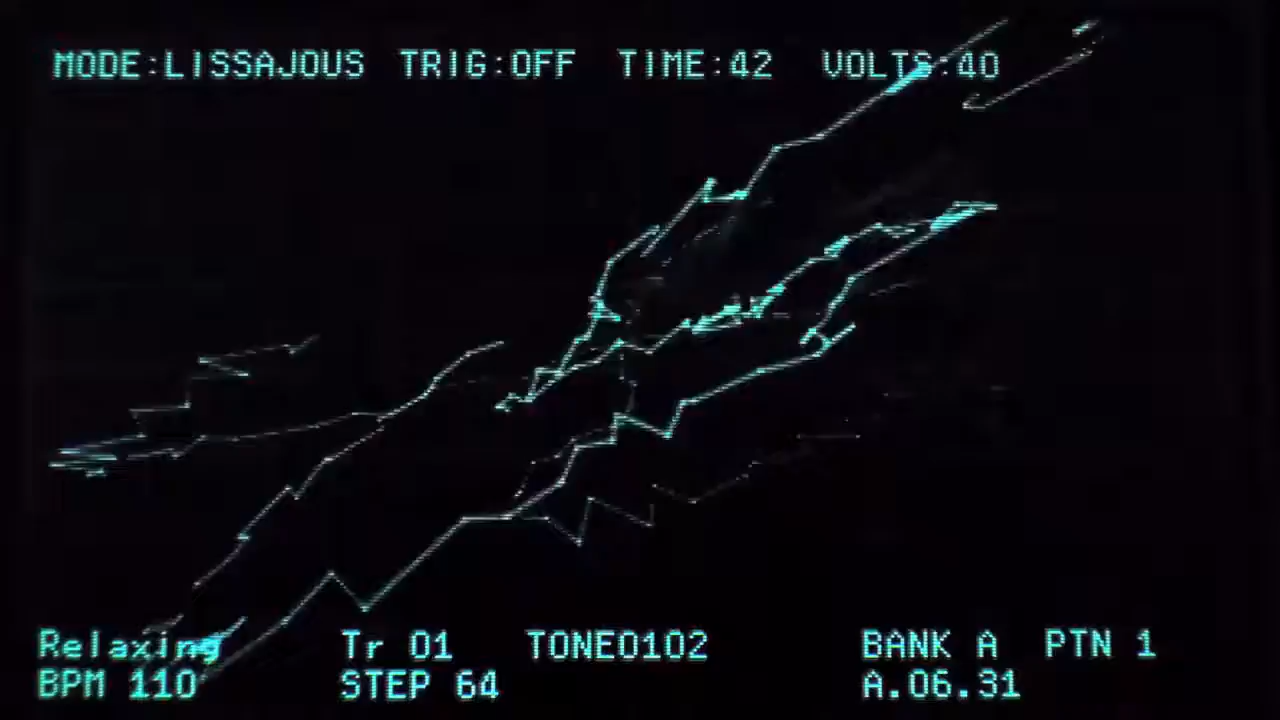 MODE:LISSAJOUS TRIG:OFF TIME:42 VOLTS:40
Relaxing Tr 01 TONE0102 BANK A PTN 1
BPM 110 STEP 64 A.06.31